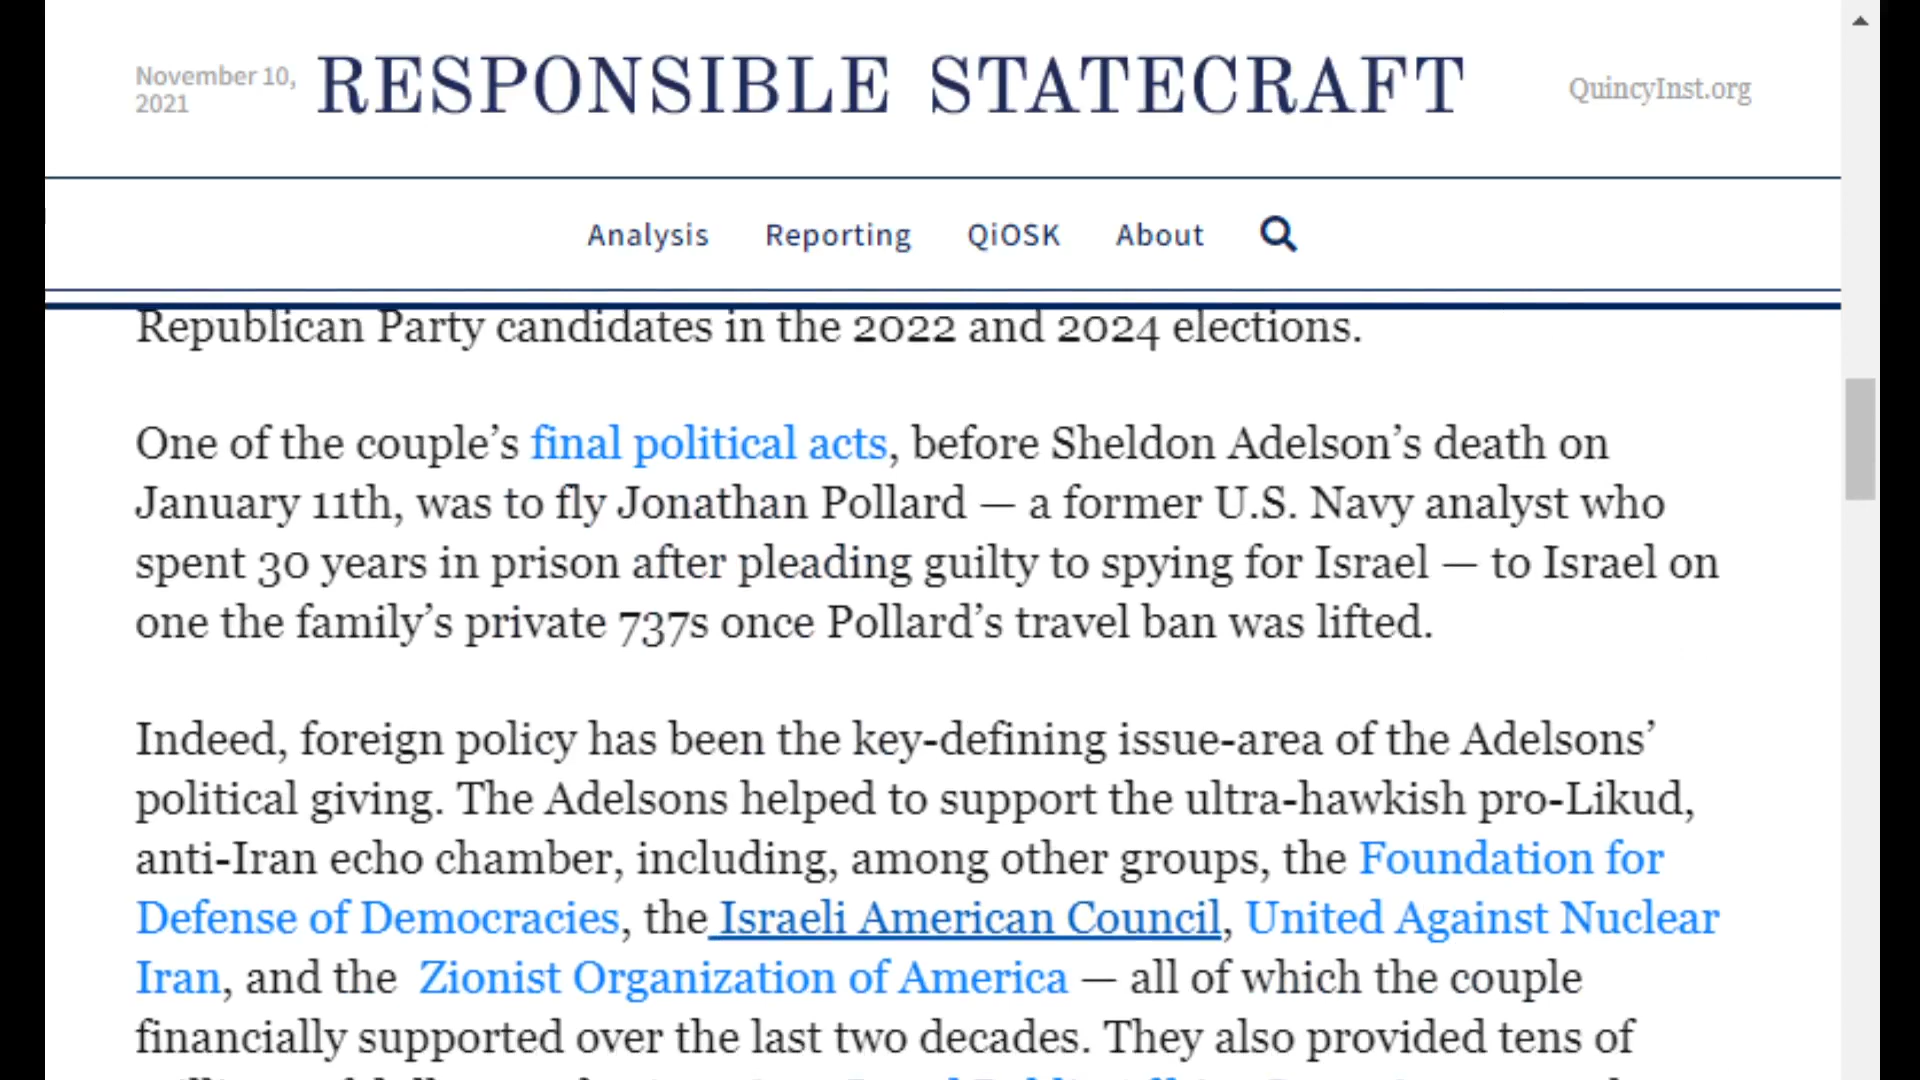 November 10,
2021
RESPONSIBLE STATECRAFT
QuincyInst.org
Analysis Reporting QiOSK About
Republican Party candidates in the 2022 and 2024 elections.
One of the couple’s final political acts, before Sheldon Adelson’s death on
January 11th, was to fly Jonathan Pollard — a former U.S. Navy analyst who
spent 30 years in prison after pleading guilty to spying for Israel — to Israel on
one the family’s private 737s once Pollard’s travel ban was lifted.
Indeed, foreign policy has been the key-defining issue-area of the Adelsons’
political giving. The Adelsons helped to support the ultra-hawkish pro-Likud,
anti-Iran echo chamber, including, among other groups, the Foundation for
Defense of Democracies, the Israeli American Council, United Against Nuclear
Iran, and the Zionist Organization of America — all of which the couple
financially supported over the last two decades. They also provided tens of